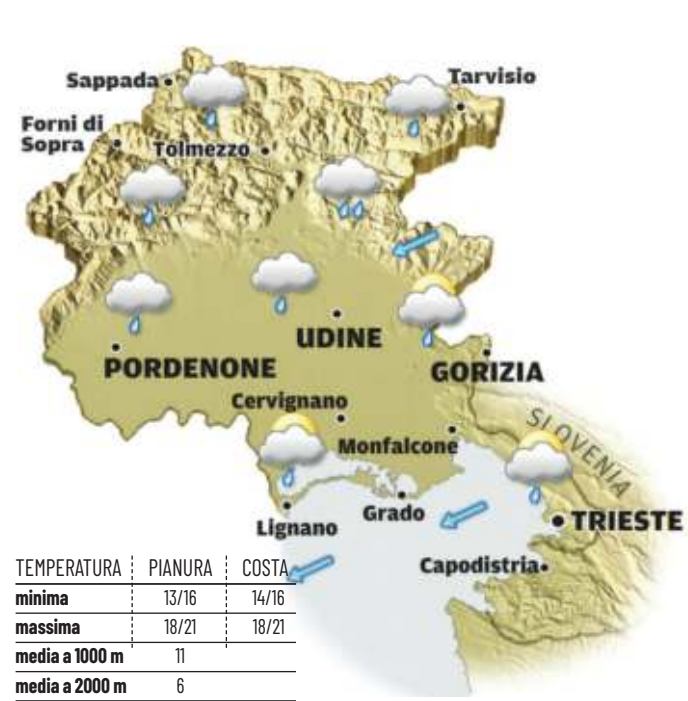 Sappada
Tarvisio
Forni di
Sopra
Tolmezzo
UDINE
PORDENONE
GORIZIA
Cervignano
SLOVENIA
Monfalcone
Grado
Lignano
TRIESTE
Capodistria
TEMPERATURA PIANURA COSTA
minima 13/16 14/16
massima 18/21 18/21
media a 1000 m 11
media a 2000 m 6